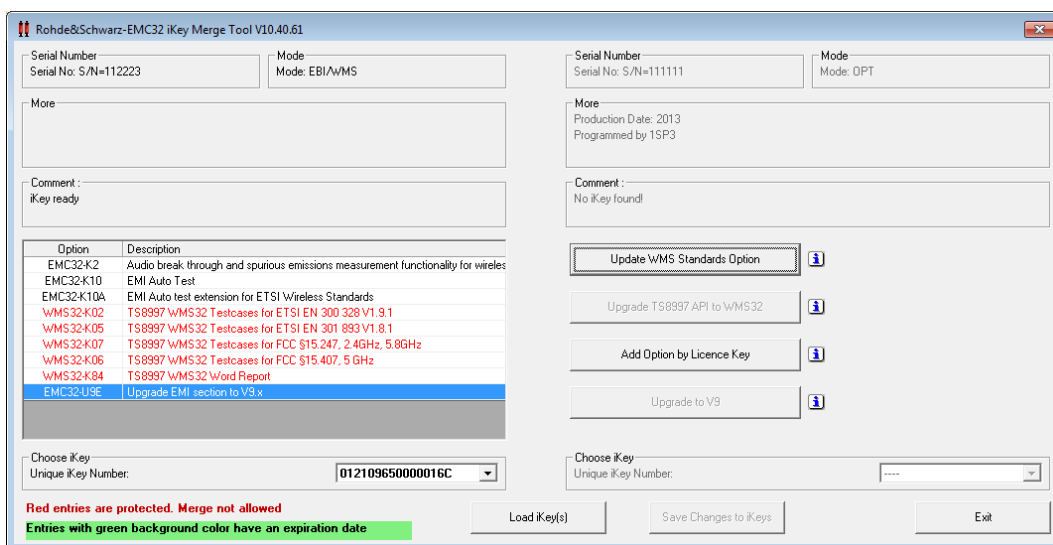 Rohde&Schwarz-EMC32 iKey Merge Tool V10.40.61
Serial Number
Serial No: S/N=112223
Mode
Mode: EBI/WMS
Serial Number
Serial No: S/N=111111
Mode
Mode: OPT
More
More
Production Date: 2013
Programmed by 1SP3
Comment :
iKey ready
Comment :
No iKey found!
Option Description
EMC32-K2 Audio break through and spurious emissions measurement functionality for wireles
EMC32-K10 EMI Auto Test
EMC32-K10A EMI Auto test extension for ETSI Wireless Standards
WMS32-K02 TS8997 WMS32 Testcases for ETSI EN 300 328 V1.9.1
WMS32-K05 TS8997 WMS32 Testcases for ETSI EN 301 893 V1.8.1
WMS32-K07 TS8997 WMS32 Testcases for FCC §15.247, 2.4GHz, 5.8GHz
WMS32-K06 TS8997 WMS32 Testcases for FCC §15.407, 5 GHz
WMS32-K84 TS8997 WMS32 Word Report
EMC32-U9E Upgrade EMI section to V9.x
Update WMS Standards Option
Upgrade TS8997 API to WMS32
Add Option by Licence Key
Upgrade to V9
Choose iKey
Unique iKey Number: 012109650000016C
Choose iKey
Unique iKey Number: ----
Red entries are protected. Merge not allowed
Entries with green background color have an expiration date
Load iKey(s)
Save Changes to iKeys
Exit